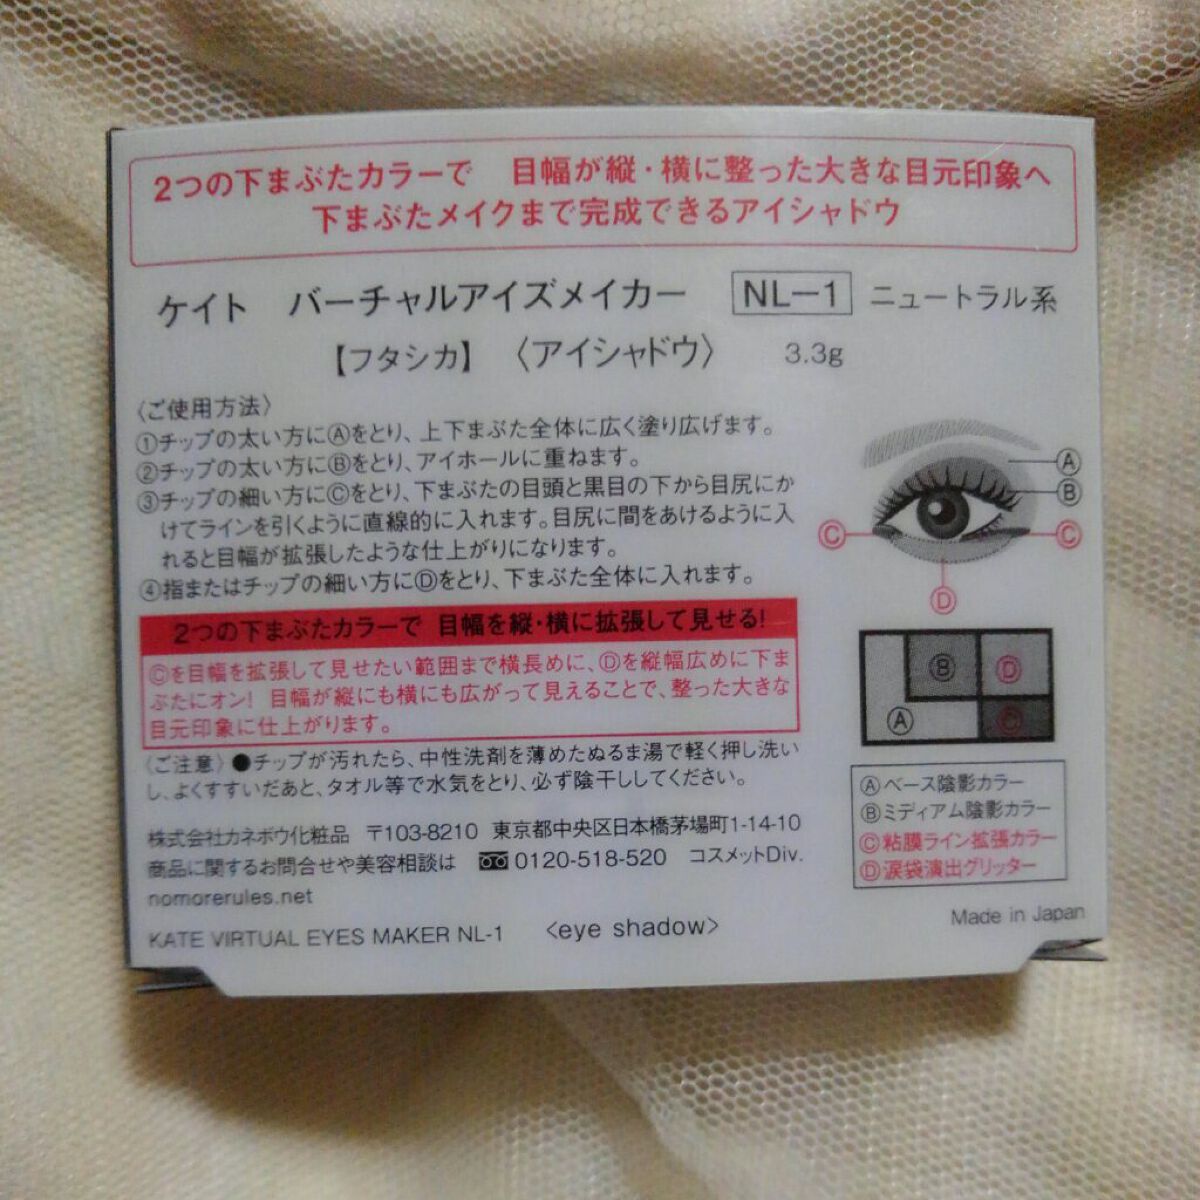 2つの下まぶたカラーで 目幅が縦・横に整った大きな目元印象へ
下まぶたメイクまで完成できるアイシャドウ
ケイト バーチャルアイズメイカー NL-1 ニュートラル系
【フタシカ】〈アイシャドウ〉 3.3g
〈ご使用方法〉
①チップの太い方にⒶをとり、上下まぶた全体に広く塗り広げます。
②チップの太い方にⒷをとり、アイホールに重ねます。
③チップの細い方にⒸをとり、下まぶたの目頭と黒目の下から目尻にか
けてラインを引くように直線的に入れます。目尻に間をあけるように入
れると目幅が拡張したような仕上がりになります。
④指またはチップの細い方にⒹをとり、下まぶた全体に入れます。
Ⓐ
Ⓑ
Ⓒ
Ⓒ
Ⓓ
2つの下まぶたカラーで 目幅を縦・横に拡張して見せる!
Ⓒを目幅を拡張して見せたい範囲まで横長めに、Ⓓを縦幅広めに下ま
ぶたにオン! 目幅が縦にも横にも広がって見えることで、整った大きな
目元印象に仕上がります。
Ⓑ
Ⓓ
Ⓐ
Ⓒ
〈ご注意〉●チップが汚れたら、中性洗剤を薄めたぬるま湯で軽く押し洗い
し、よくすすいだあと、タオル等で水気をとり、必ず陰干ししてください。
Ⓐベース陰影カラー
Ⓑミディアム陰影カラー
Ⓒ粘膜ライン拡張カラー
Ⓓ涙袋演出グリッター
株式会社カネボウ化粧品 〒103-8210 東京都中央区日本橋茅場町1-14-10
商品に関するお問合せや美容相談は 0120-518-520 コスメットDiv.
nomorerules.net
KATE VIRTUAL EYES MAKER NL-1 〈eye shadow〉
Made in Japan